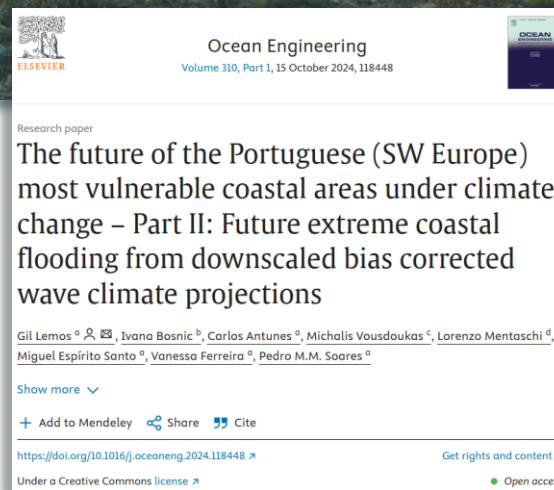 ELSEVIER
Ocean Engineering
Volume 310, Part 1, 15 October 2024, 118448
OCEAN
ENGINEERING
Research paper
The future of the Portuguese (SW Europe)
most vulnerable coastal areas under climate
change – Part II: Future extreme coastal
flooding from downscaled bias corrected
wave climate projections
Gil Lemos a, Ivana Bosnic b, Carlos Antunes a, Michalis Vousdoukas c, Lorenzo Mentaschi d,
Miguel Espírito Santo a, Vanessa Ferreira a, Pedro M.M. Soares a
Show more
+ Add to Mendeley Share Cite
https://doi.org/10.1016/j.oceaneng.2024.118448 ↗ Get rights and content
Under a Creative Commons license ↗ Open acce